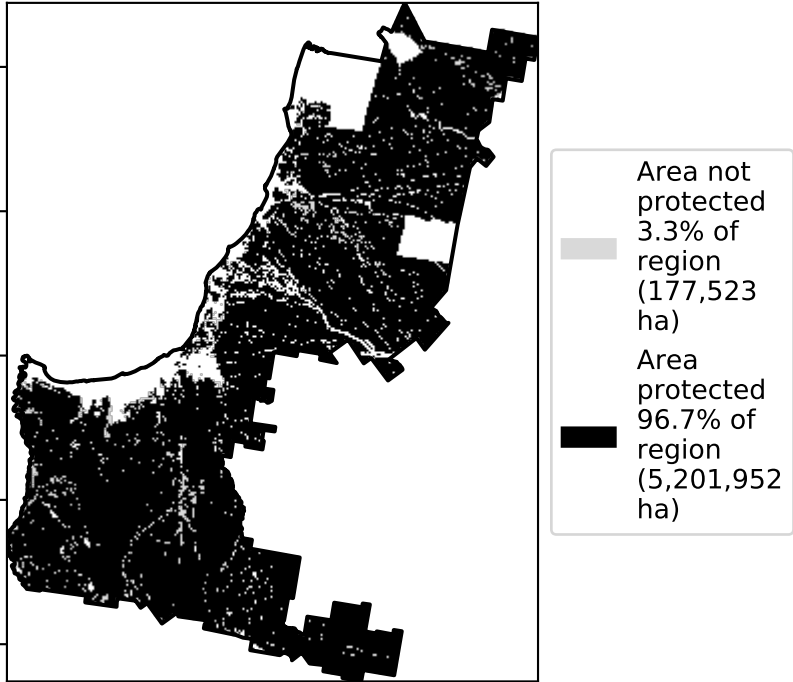 Area not
protected
3.3% of
region
(177,523
ha)
Area
protected
96.7% of
region
(5,201,952
ha)